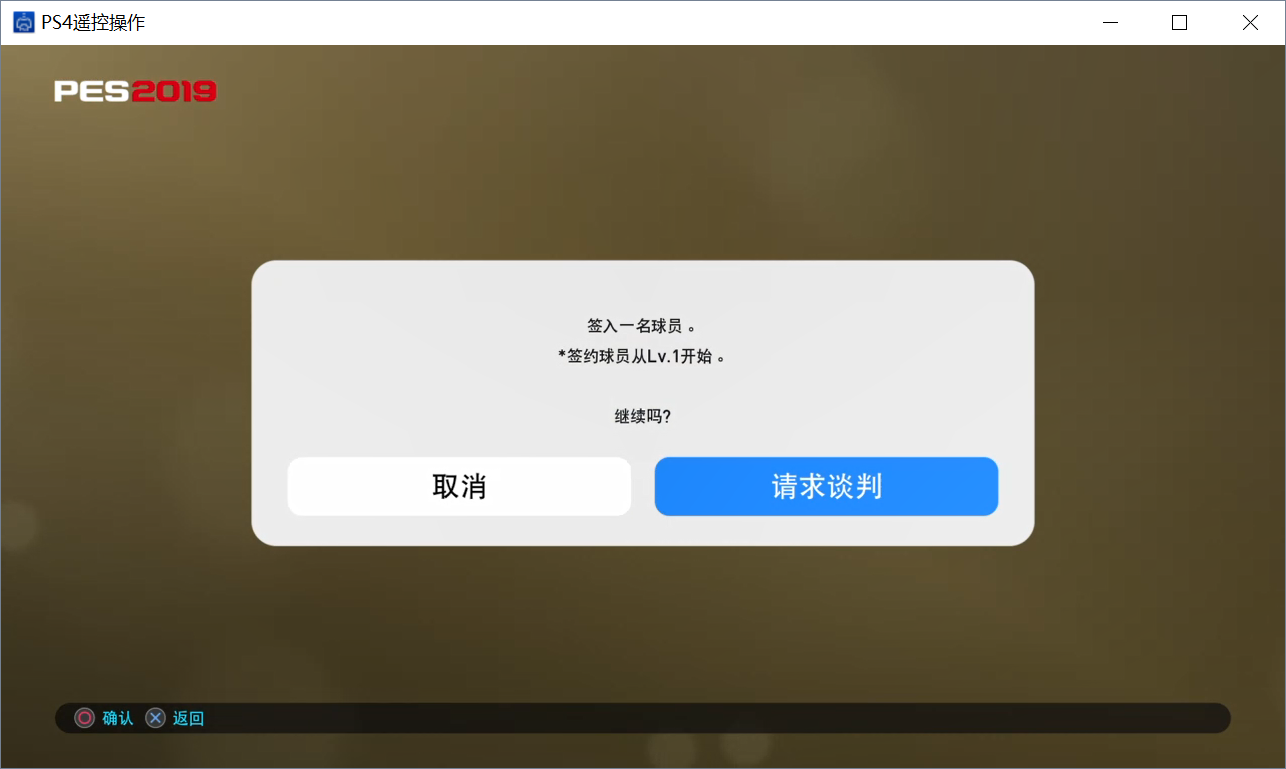 PS4遥控操作
PES2019
签入一名球员。
*签约球员从Lv.1开始。
继续吗?
取消
请求谈判
确认 返回